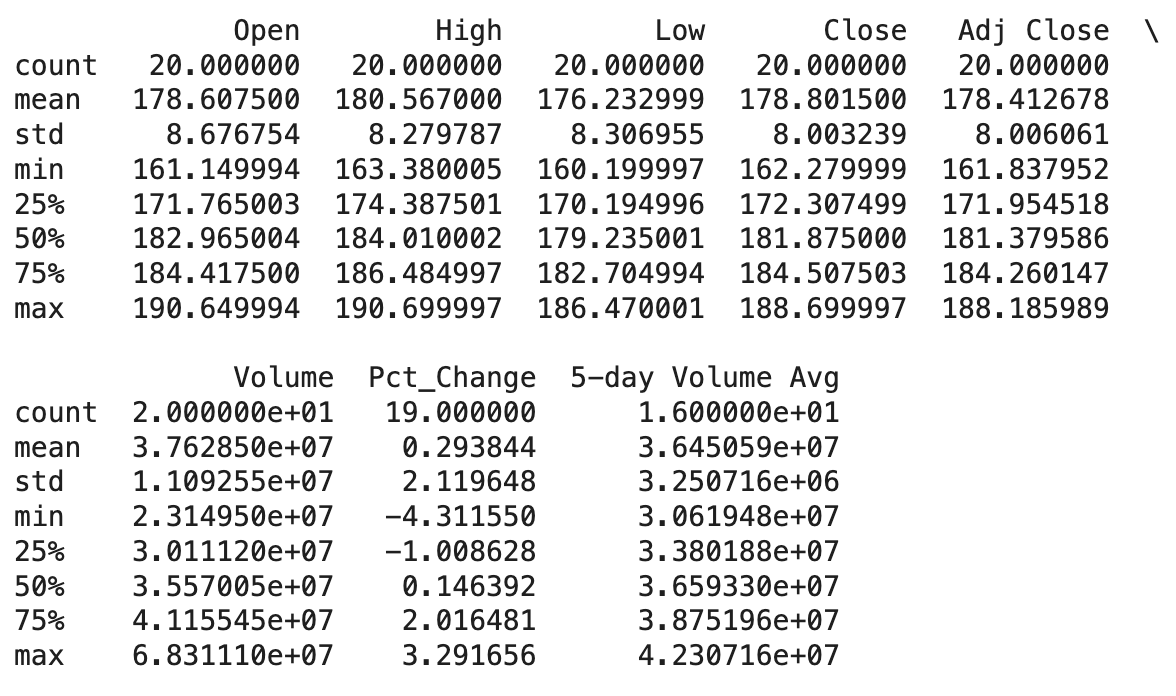 Open High Low Close Adj Close \
count 20.000000 20.000000 20.000000 20.000000 20.000000
mean 178.607500 180.567000 176.232999 178.801500 178.412678
std 8.676754 8.279787 8.306955 8.003239 8.006061
min 161.149994 163.380005 160.199997 162.279999 161.837952
25% 171.765003 174.387501 170.194996 172.307499 171.954518
50% 182.965004 184.010002 179.235001 181.875000 181.379586
75% 184.417500 186.484997 182.704994 184.507503 184.260147
max 190.649994 190.699997 186.470001 188.699997 188.185989
Volume Pct_Change 5-day Volume Avg
count 2.000000e+01 19.000000 1.600000e+01
mean 3.762850e+07 0.293844 3.645059e+07
std 1.109255e+07 2.119648 3.250716e+06
min 2.314950e+07 −4.311550 3.061948e+07
25% 3.011120e+07 −1.008628 3.380188e+07
50% 3.557005e+07 0.146392 3.659330e+07
75% 4.115545e+07 2.016481 3.875196e+07
max 6.831110e+07 3.291656 4.230716e+07